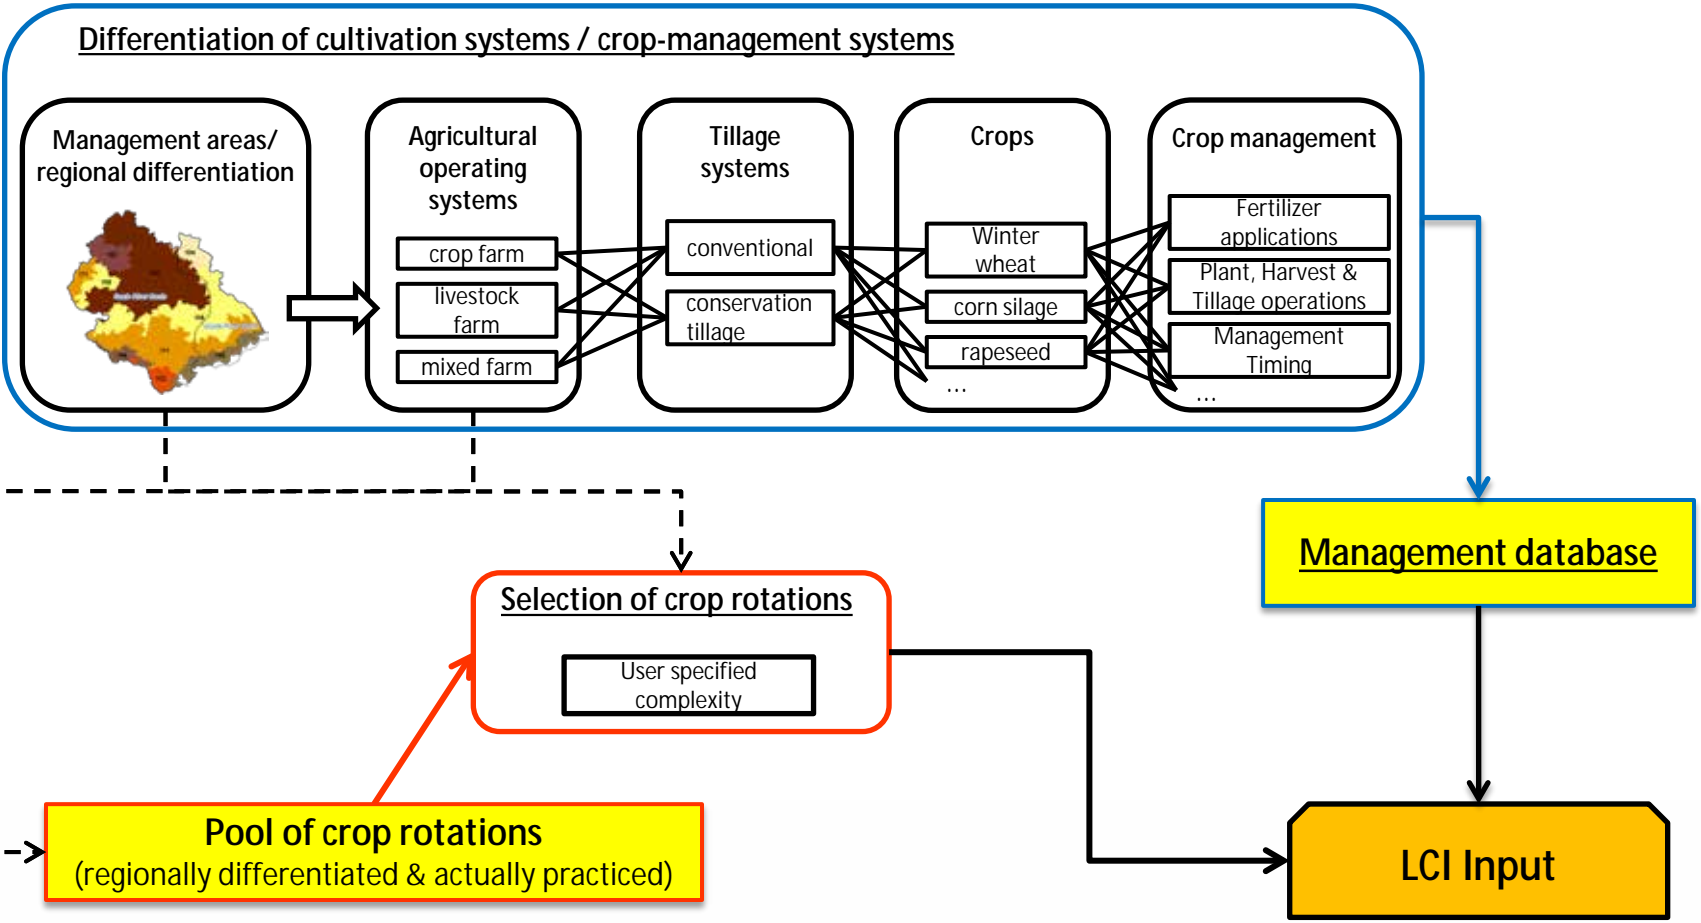 Differentiation of cultivation systems / crop-management systems
Management areas/
regional differentiation
Agricultural
operating
systems
crop farm
livestock
farm
mixed farm
Tillage
systems
conventional
conservation
tillage
Crops
Winter
wheat
corn silage
rapeseed
...
Crop management
Fertilizer
applications
Plant, Harvest &
Tillage operations
Management
Timing
...
Management database
Selection of crop rotations
User specified
complexity
Pool of crop rotations
(regionally differentiated & actually practiced)
LCI Input